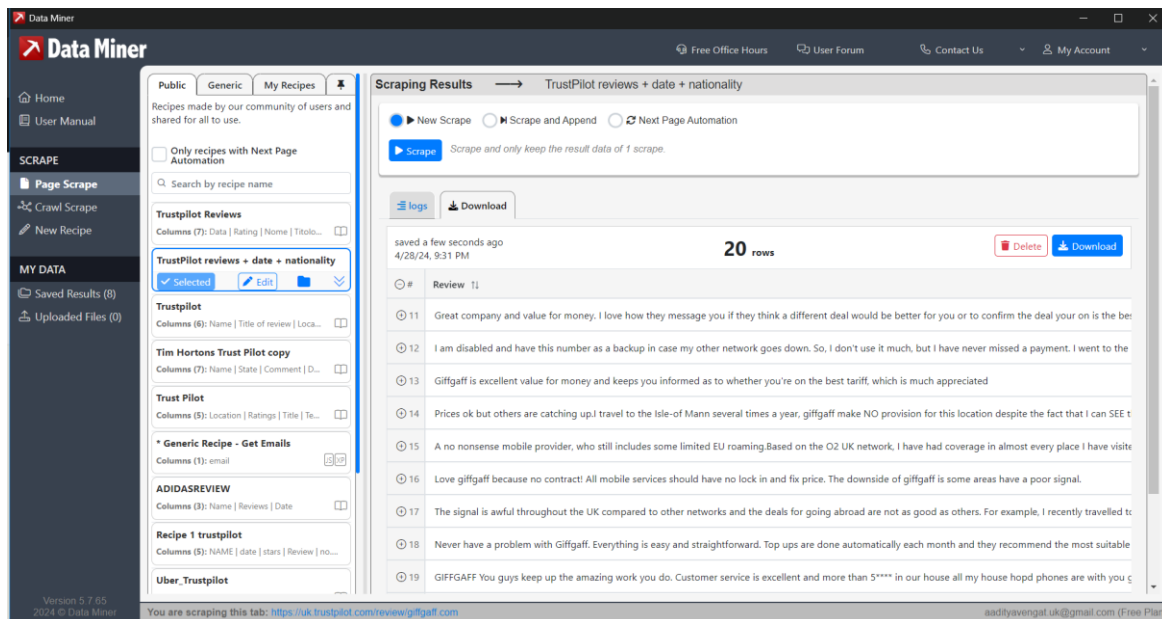 Data Miner
Data Miner
Free Office Hours
User Forum
Contact Us
My Account
Home
User Manual
SCRAPE
Page Scrape
Crawl Scrape
New Recipe
MY DATA
Saved Results (8)
Uploaded Files (0)
Version 5.7.65
2024 © Data Miner
Public
Generic
My Recipes
Recipes made by our community of users and
shared for all to use.
Only recipes with Next Page
Automation
Search by recipe name
Trustpilot Reviews
Columns (7): Data | Rating | Nome | Titolo...
TrustPilot reviews + date + nationality
Selected
Edit
Trustpilot
Columns (6): Name | Title of review | Loca...
Tim Hortons Trust Pilot copy
Columns (7): Name | State | Comment | D...
Trust Pilot
Columns (5): Location | Ratings | Title | Te...
* Generic Recipe - Get Emails
Columns (1): email
JS XP
ADIDASREVIEW
Columns (3): Name | Reviews | Date
Recipe 1 trustpilot
Columns (5): NAME | date | stars | Review | no....
Uber_Trustpilot
Scraping Results
TrustPilot reviews + date + nationality
New Scrape
Scrape and Append
Next Page Automation
Scrape
Scrape and only keep the result data of 1 scrape.
logs
Download
saved a few seconds ago
4/28/24, 9:31 PM
20 rows
Delete
Download
# Review
11 Great company and value for money. I love how they message you if they think a different deal would be better for you or to confirm the deal your on is the bes
12 I am disabled and have this number as a backup in case my other network goes down. So, I don't use it much, but I have never missed a payment. I went to the
13 Giffgaff is excellent value for money and keeps you informed as to whether you're on the best tariff, which is much appreciated
14 Prices ok but others are catching up.I travel to the Isle-of Mann several times a year, giffgaff make NO provision for this location despite the fact that I can SEE t
15 A no nonsense mobile provider, who still includes some limited EU roaming.Based on the O2 UK network, I have had coverage in almost every place I have visite
16 Love giffgaff because no contract! All mobile services should have no lock in and fix price. The downside of giffgaff is some areas have a poor signal.
17 The signal is awful throughout the UK compared to other networks and the deals for going abroad are not as good as others. For example, I recently travelled to
18 Never have a problem with Giffgaff. Everything is easy and straightforward. Top ups are done automatically each month and they recommend the most suitable
19 GIFFGAFF You guys keep up the amazing work you do. Customer service is excellent and more than 5**** in our house all my house hopd phones are with you g
You are scraping this tab: https://uk.trustpilot.com/review/giffgaff.com
aadityavengat.uk@gmail.com (Free Plan